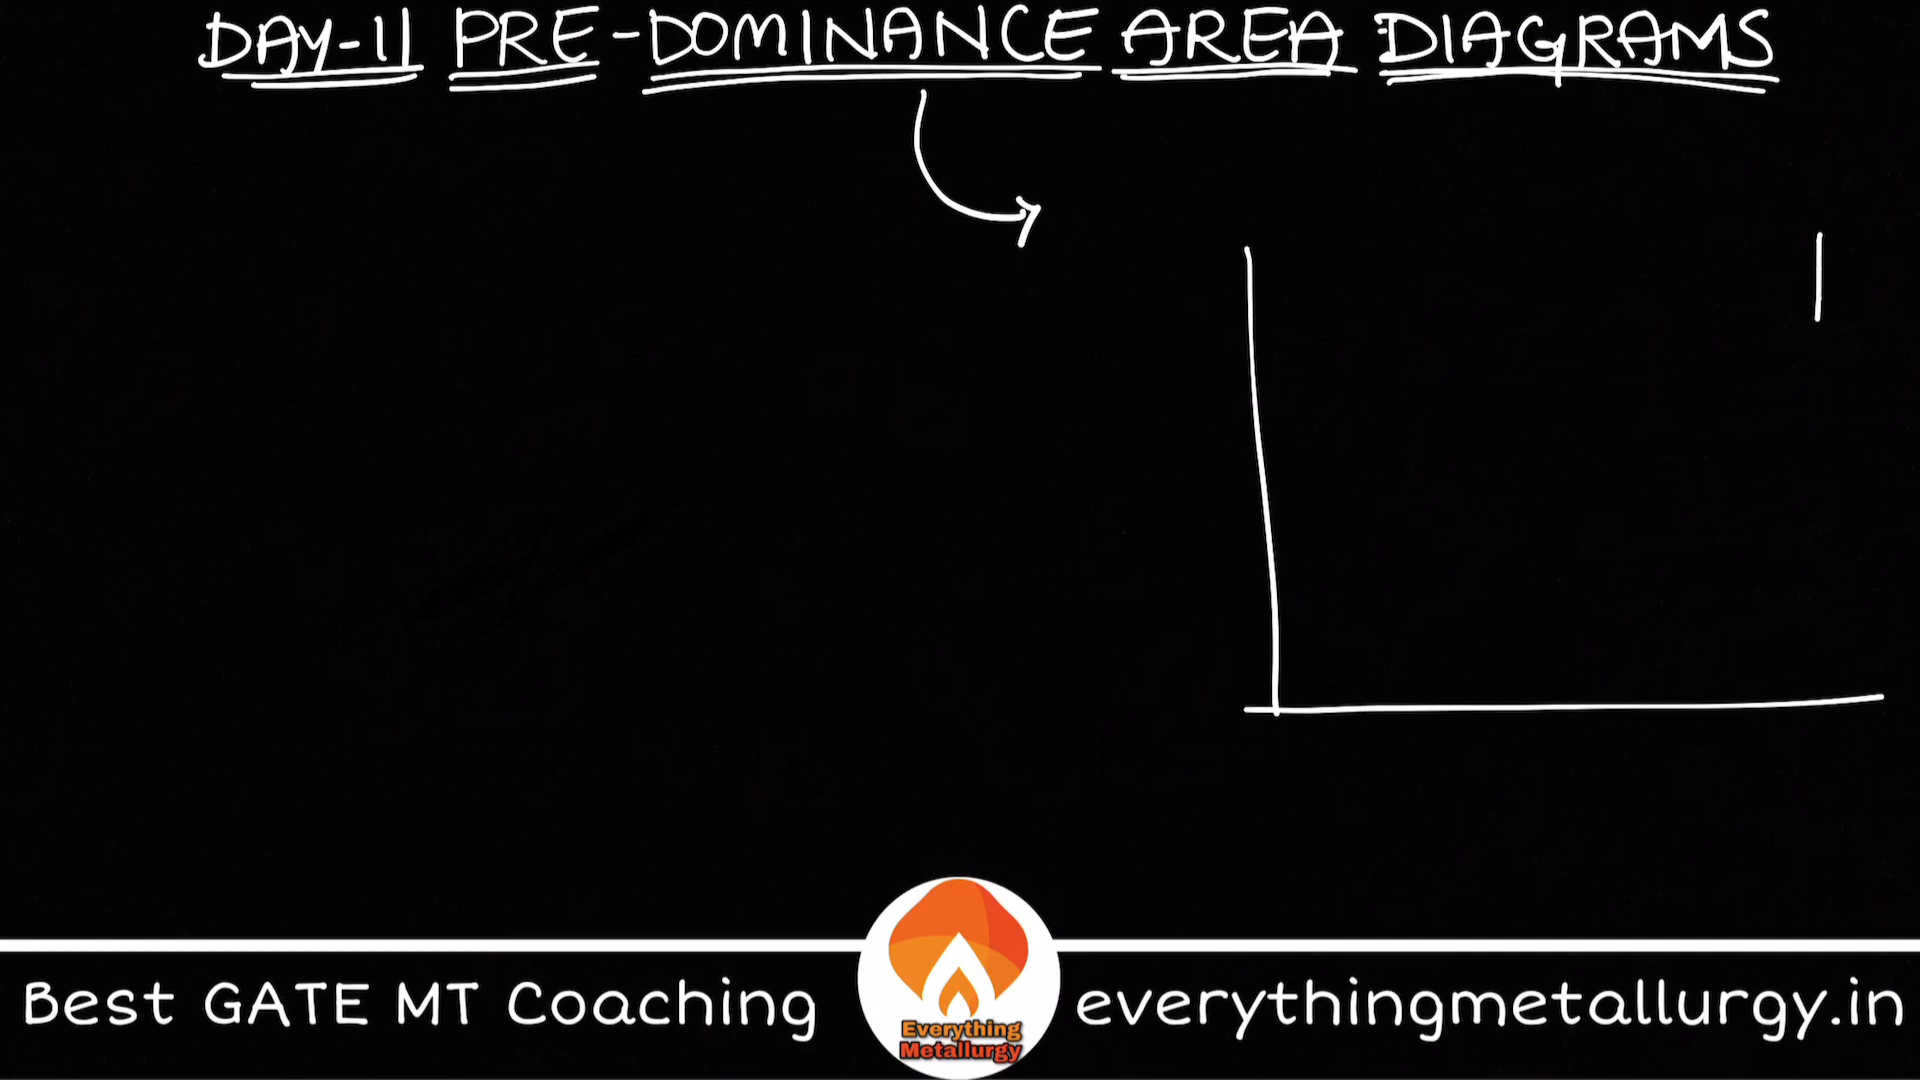 DAY-11 PRE-DOMINANCE AREA DIAGRAMS
Best GATE MT Coaching
Everything
Metallurgy
everythingmetallurgy.in